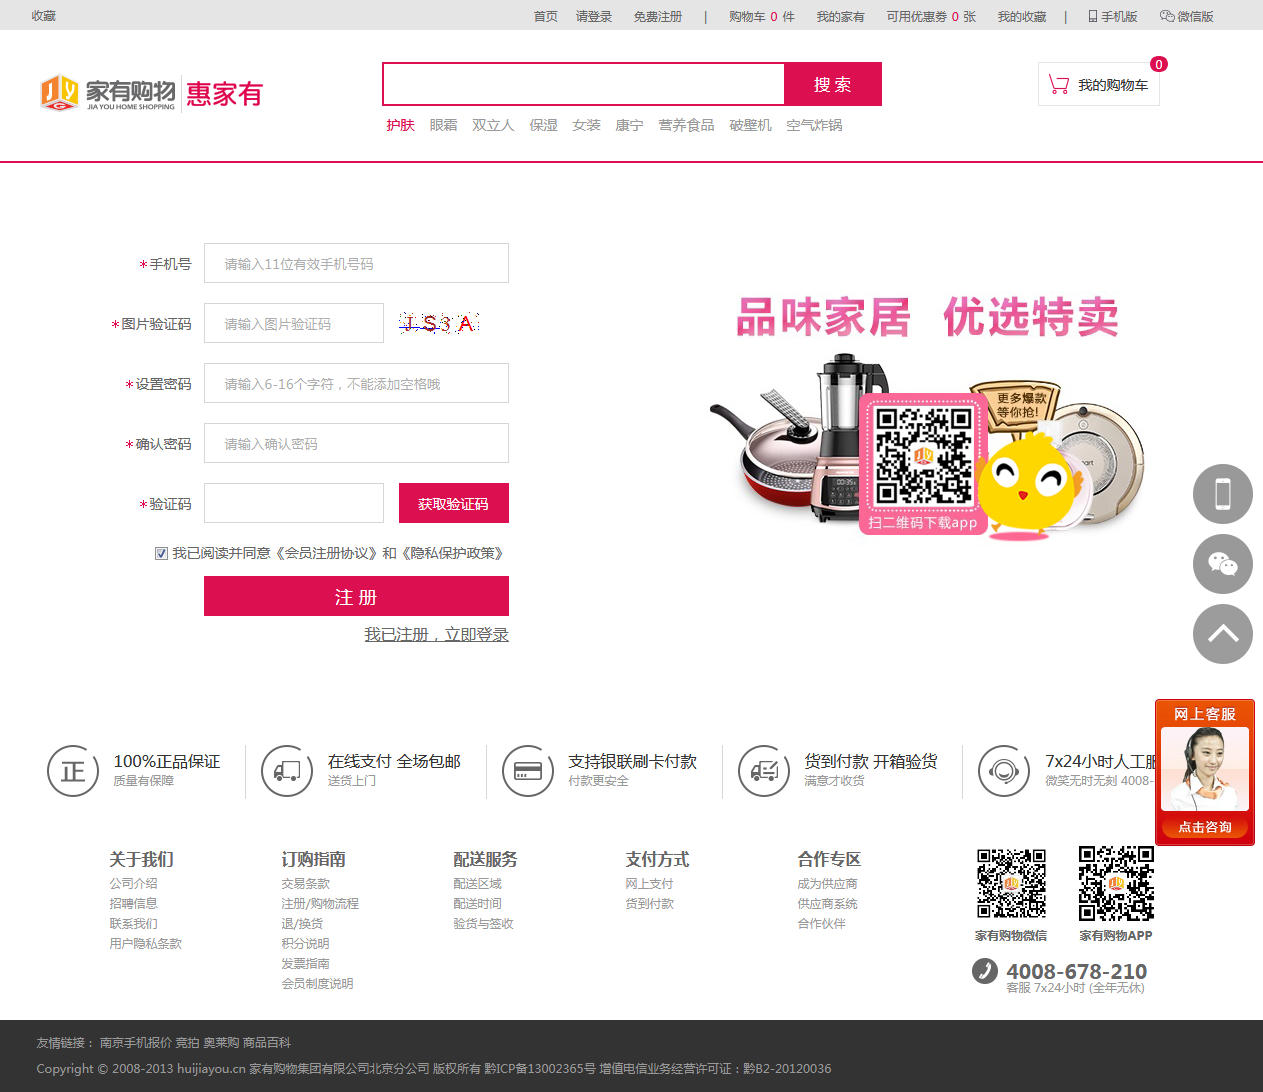 收藏
首页 请登录 免费注册 | 购物车 0 件 我的家有 可用优惠券 0 张 我的收藏 | 手机版 微信版
家有购物 惠家有
JIA YOU HOME SHOPPING
搜 索
我的购物车 0
护肤 眼霜 双立人 保湿 女装 康宁 营养食品 破壁机 空气炸锅
*手机号 请输入11位有效手机号码
*图片验证码 请输入图片验证码 JS3A
*设置密码 请输入6-16个字符，不能添加空格哦
*确认密码 请输入确认密码
*验证码 获取验证码
我已阅读并同意《会员注册协议》和《隐私保护政策》
注 册
我已注册，立即登录
品味家居 优选特卖
更多爆款
等你抢!
扫二维码下载app
网上客服
点击咨询
正
100%正品保证
质量有保障
在线支付 全场包邮
送货上门
支持银联刷卡付款
付款更安全
货到付款 开箱验货
满意才收货
7x24小时人工服
微笑无时无刻 4008-
关于我们
公司介绍
招聘信息
联系我们
用户隐私条款
订购指南
交易条款
注册/购物流程
退/换货
积分说明
发票指南
会员制度说明
配送服务
配送区域
配送时间
验货与签收
支付方式
网上支付
货到付款
合作专区
成为供应商
供应商系统
合作伙伴
家有购物微信 家有购物APP
4008-678-210
客服 7x24小时 (全年无休)
友情链接： 南京手机报价 竞拍 奥莱购 商品百科
Copyright © 2008-2013 huijiayou.cn 家有购物集团有限公司北京分公司 版权所有 黔ICP备13002365号 增值电信业务经营许可证：黔B2-20120036